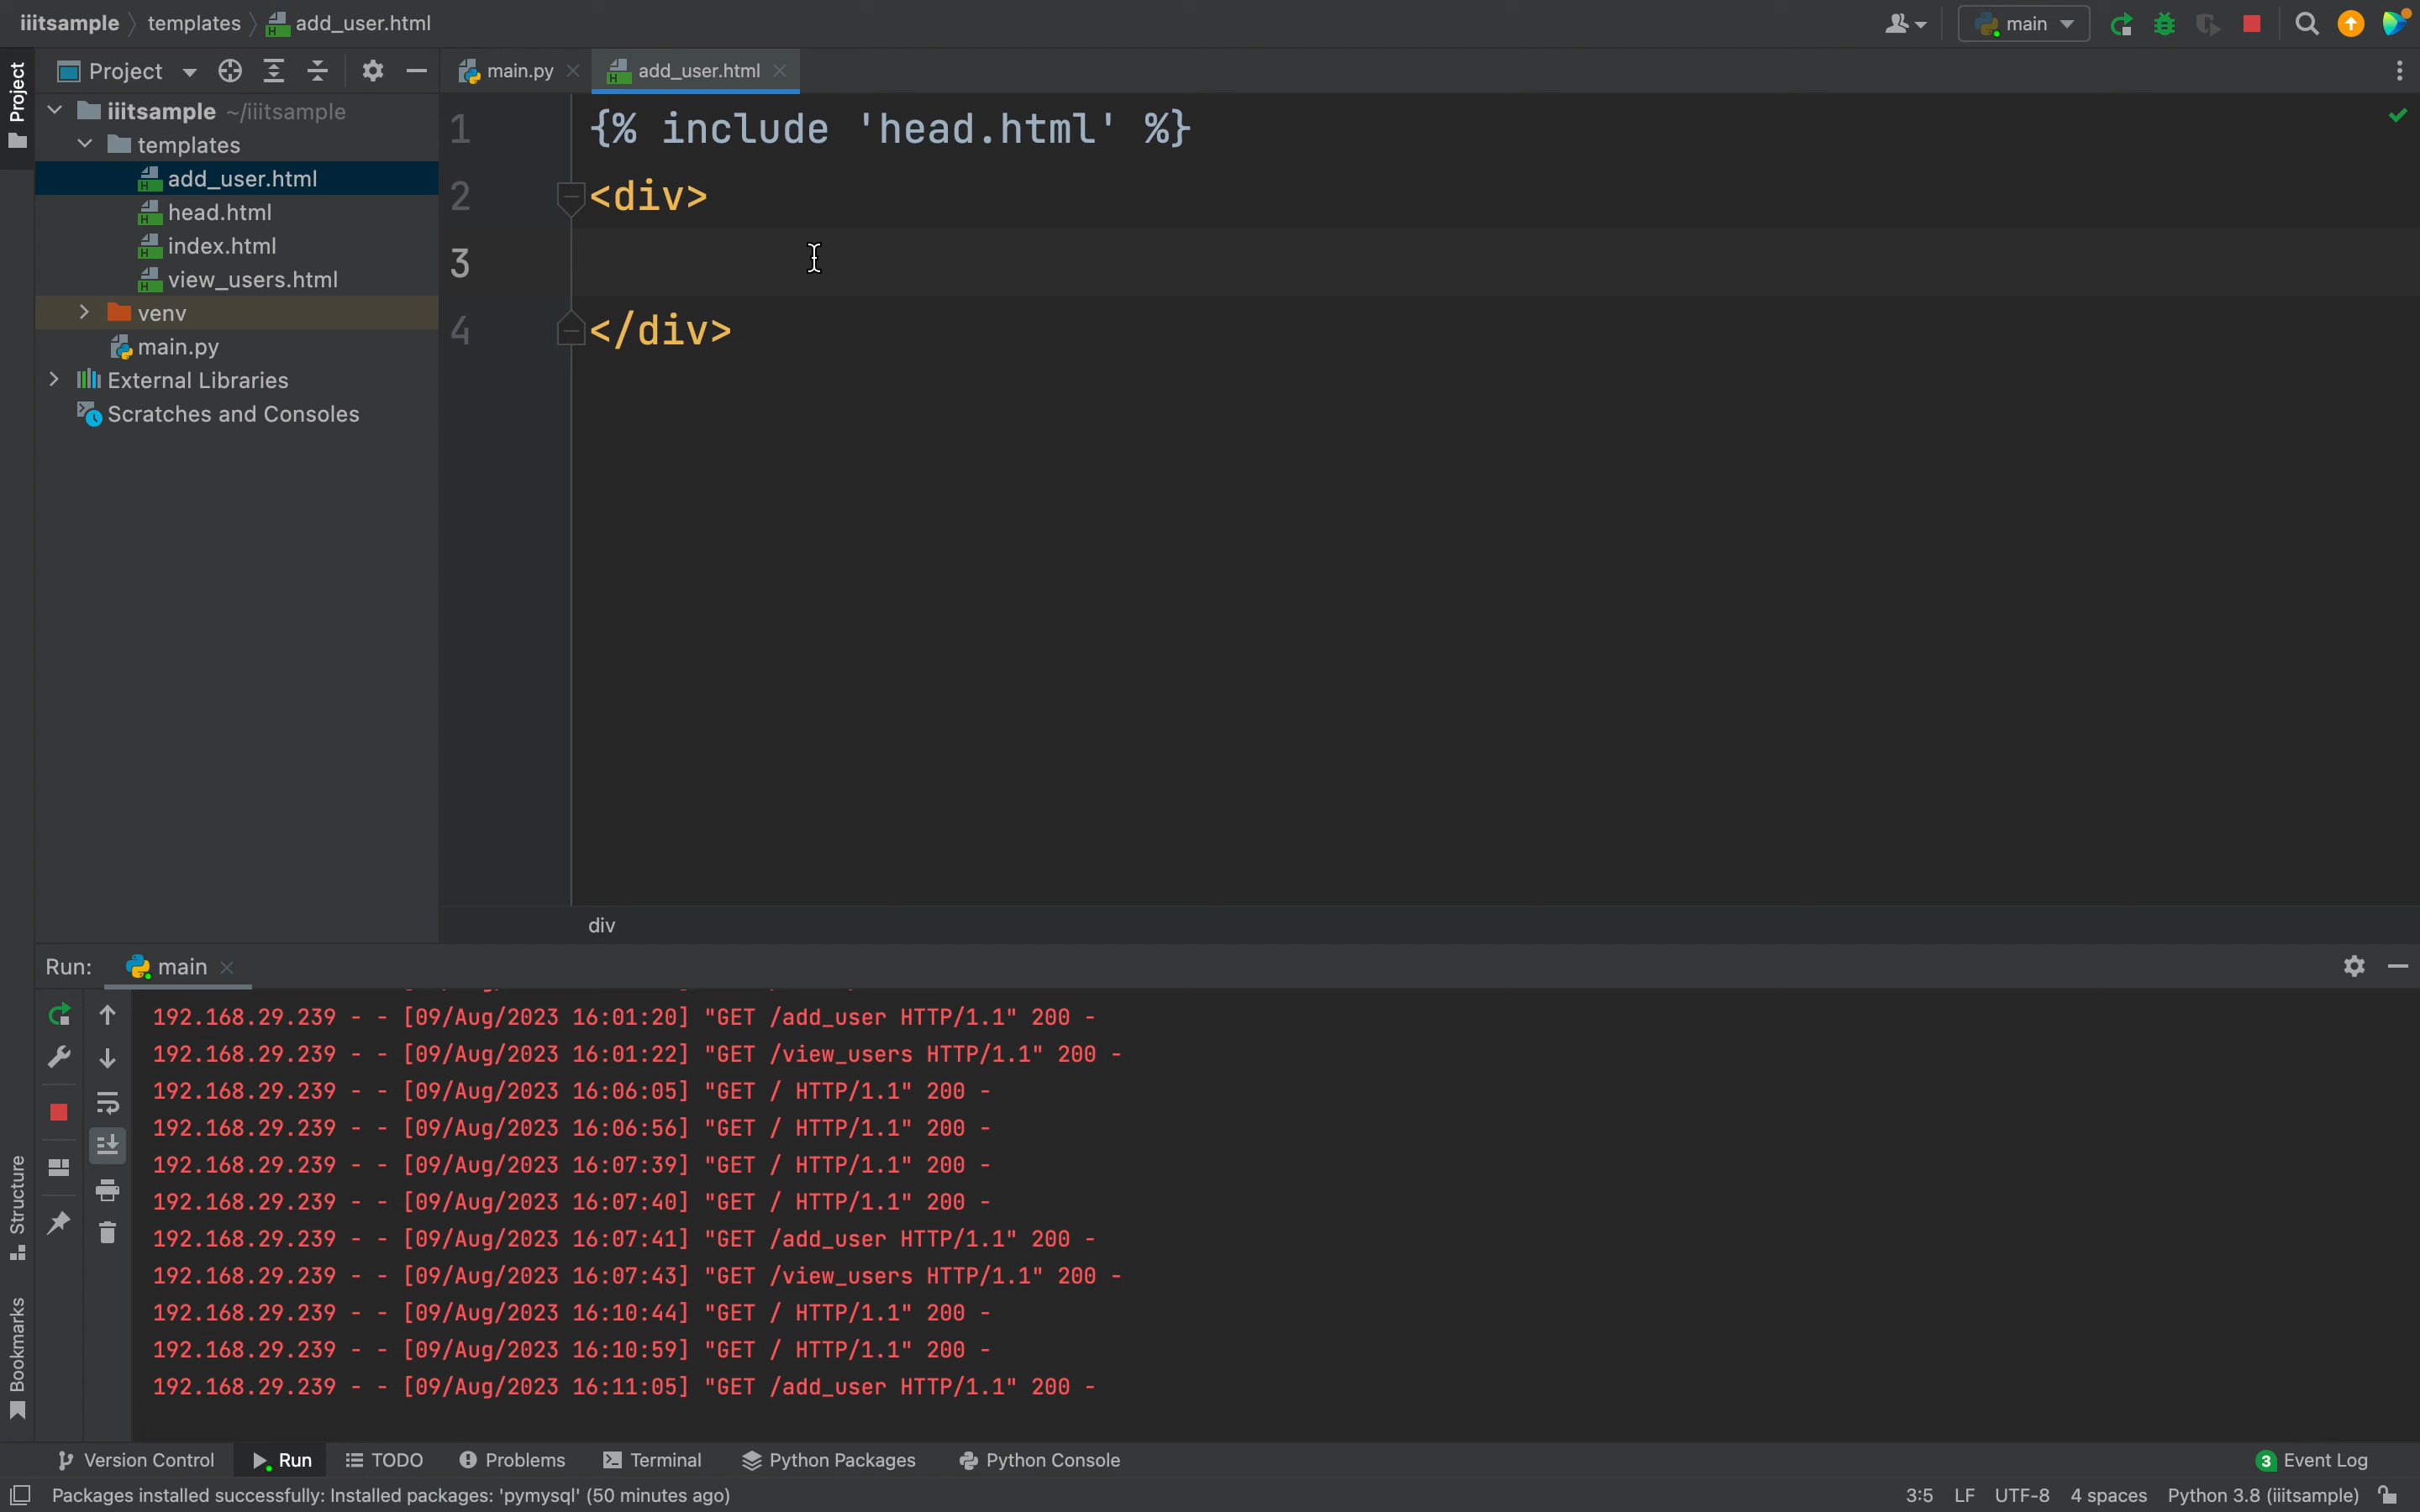 iiitsample templates add_user.html
main
Project
Project
main.py add_user.html
iiitsample ~/iiitsample
templates
add_user.html
head.html
index.html
view_users.html
venv
main.py
External Libraries
Scratches and Consoles
1 {% include 'head.html' %}
2 <div>
3
4 </div>
div
Run: main
192.168.29.239 - - [09/Aug/2023 16:01:20] "GET /add_user HTTP/1.1" 200 -
192.168.29.239 - - [09/Aug/2023 16:01:22] "GET /view_users HTTP/1.1" 200 -
192.168.29.239 - - [09/Aug/2023 16:06:05] "GET / HTTP/1.1" 200 -
192.168.29.239 - - [09/Aug/2023 16:06:56] "GET / HTTP/1.1" 200 -
192.168.29.239 - - [09/Aug/2023 16:07:39] "GET / HTTP/1.1" 200 -
192.168.29.239 - - [09/Aug/2023 16:07:40] "GET / HTTP/1.1" 200 -
192.168.29.239 - - [09/Aug/2023 16:07:41] "GET /add_user HTTP/1.1" 200 -
192.168.29.239 - - [09/Aug/2023 16:07:43] "GET /view_users HTTP/1.1" 200 -
192.168.29.239 - - [09/Aug/2023 16:10:44] "GET / HTTP/1.1" 200 -
192.168.29.239 - - [09/Aug/2023 16:10:59] "GET / HTTP/1.1" 200 -
192.168.29.239 - - [09/Aug/2023 16:11:05] "GET /add_user HTTP/1.1" 200 -
Structure
Bookmarks
Version Control Run TODO Problems Terminal Python Packages Python Console 3 Event Log
Packages installed successfully: Installed packages: 'pymysql' (50 minutes ago) 3:5 LF UTF-8 4 spaces Python 3.8 (iiitsample)